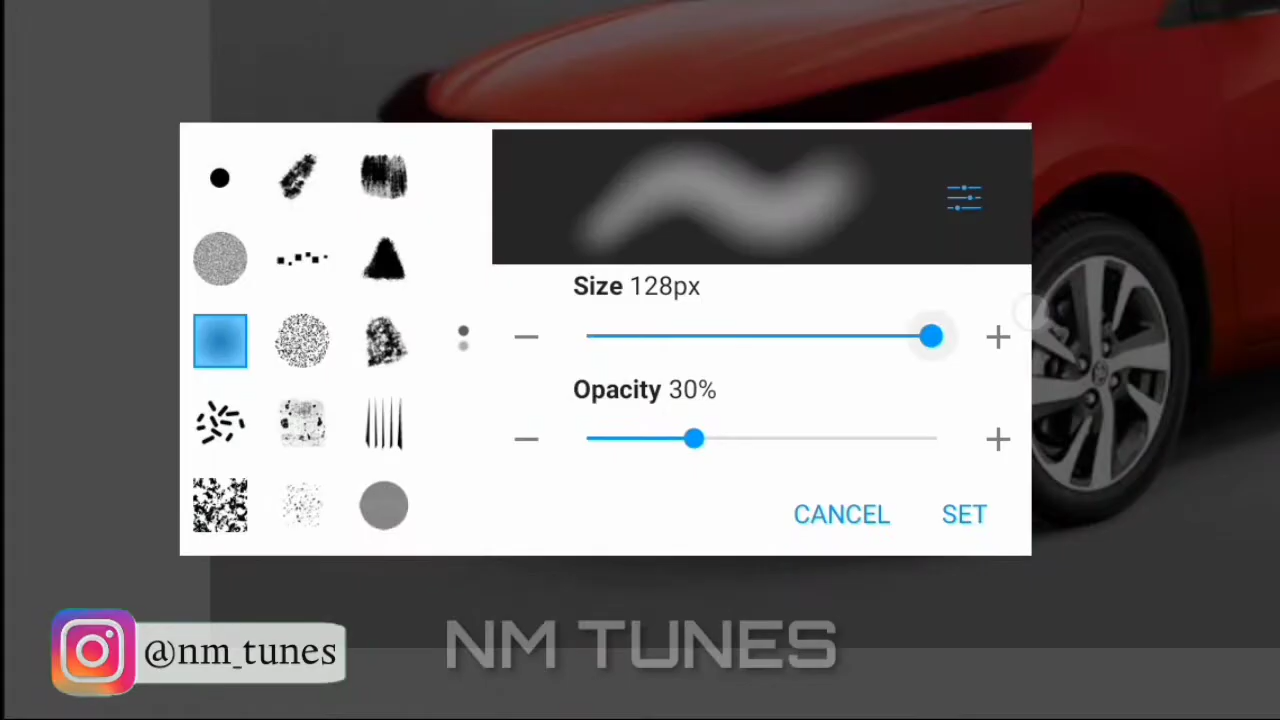 Size 128px
Opacity 30%
CANCEL SET
@nm_tunes
NM TUNES